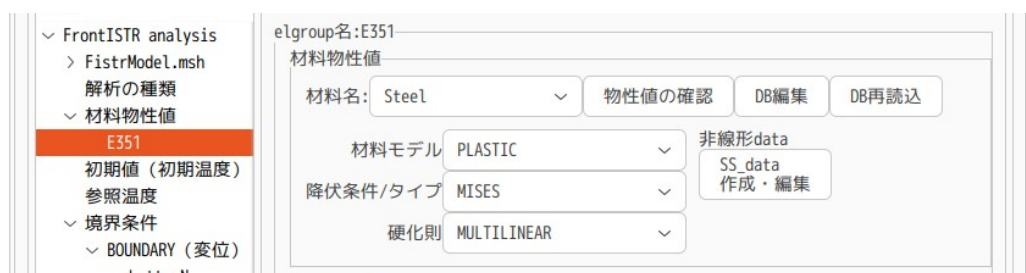 FrontISTR analysis
FistrModel.msh
解析の種類
材料物性値
E351
初期値（初期温度）
参照温度
境界条件
BOUNDARY（変位）
elgroup名:E351
材料物性値
材料名: Steel 物性値の確認 DB編集 DB再読込
材料モデル PLASTIC
降伏条件/タイプ MISES
硬化則 MULTILINEAR
非線形data
SS_data
作成・編集